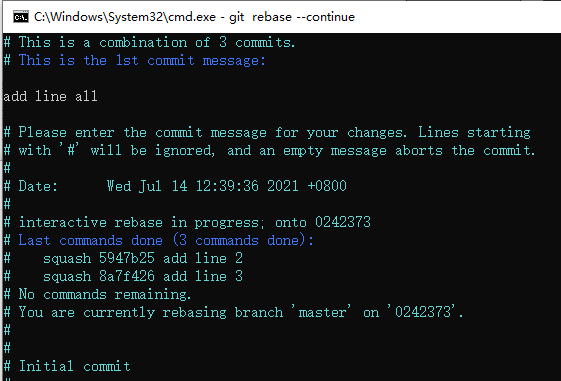 C:\Windows\System32\cmd.exe - git  rebase --continue
# This is a combination of 3 commits.
# This is the 1st commit message:
add line all
# Please enter the commit message for your changes. Lines starting
# with '#' will be ignored, and an empty message aborts the commit.
#
# Date:      Wed Jul 14 12:39:36 2021 +0800
#
# interactive rebase in progress; onto 0242373
# Last commands done (3 commands done):
#    squash 5947b25 add line 2
#    squash 8a7f426 add line 3
# No commands remaining.
# You are currently rebasing branch 'master' on '0242373'.
#
#
# Initial commit
#